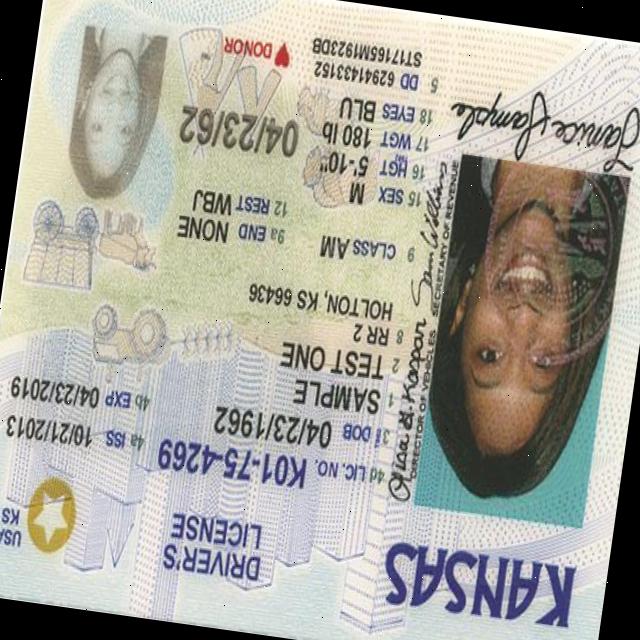 KANSAS
DRIVER'S
LICENSE
USA
KS
4d LIC. NO. K01-75-4269
3 DOB 04/23/1962
4a ISS 10/21/2013
4b EXP 04/23/2019
1 SAMPLE
2 TEST ONE
8 RR 2
HOLTON, KS 66436
9 CLASS AM
9a END NONE
12 REST WBJ
15 SEX M
16 HGT 5'-10"
17 WGT 180 lb
18 EYES BLU
04/23/62
5 DD 62941433152
ST17165M1923DB
DONOR
DIRECTOR OF VEHICLES
SECRETARY OF REVENUE
Janice Sample